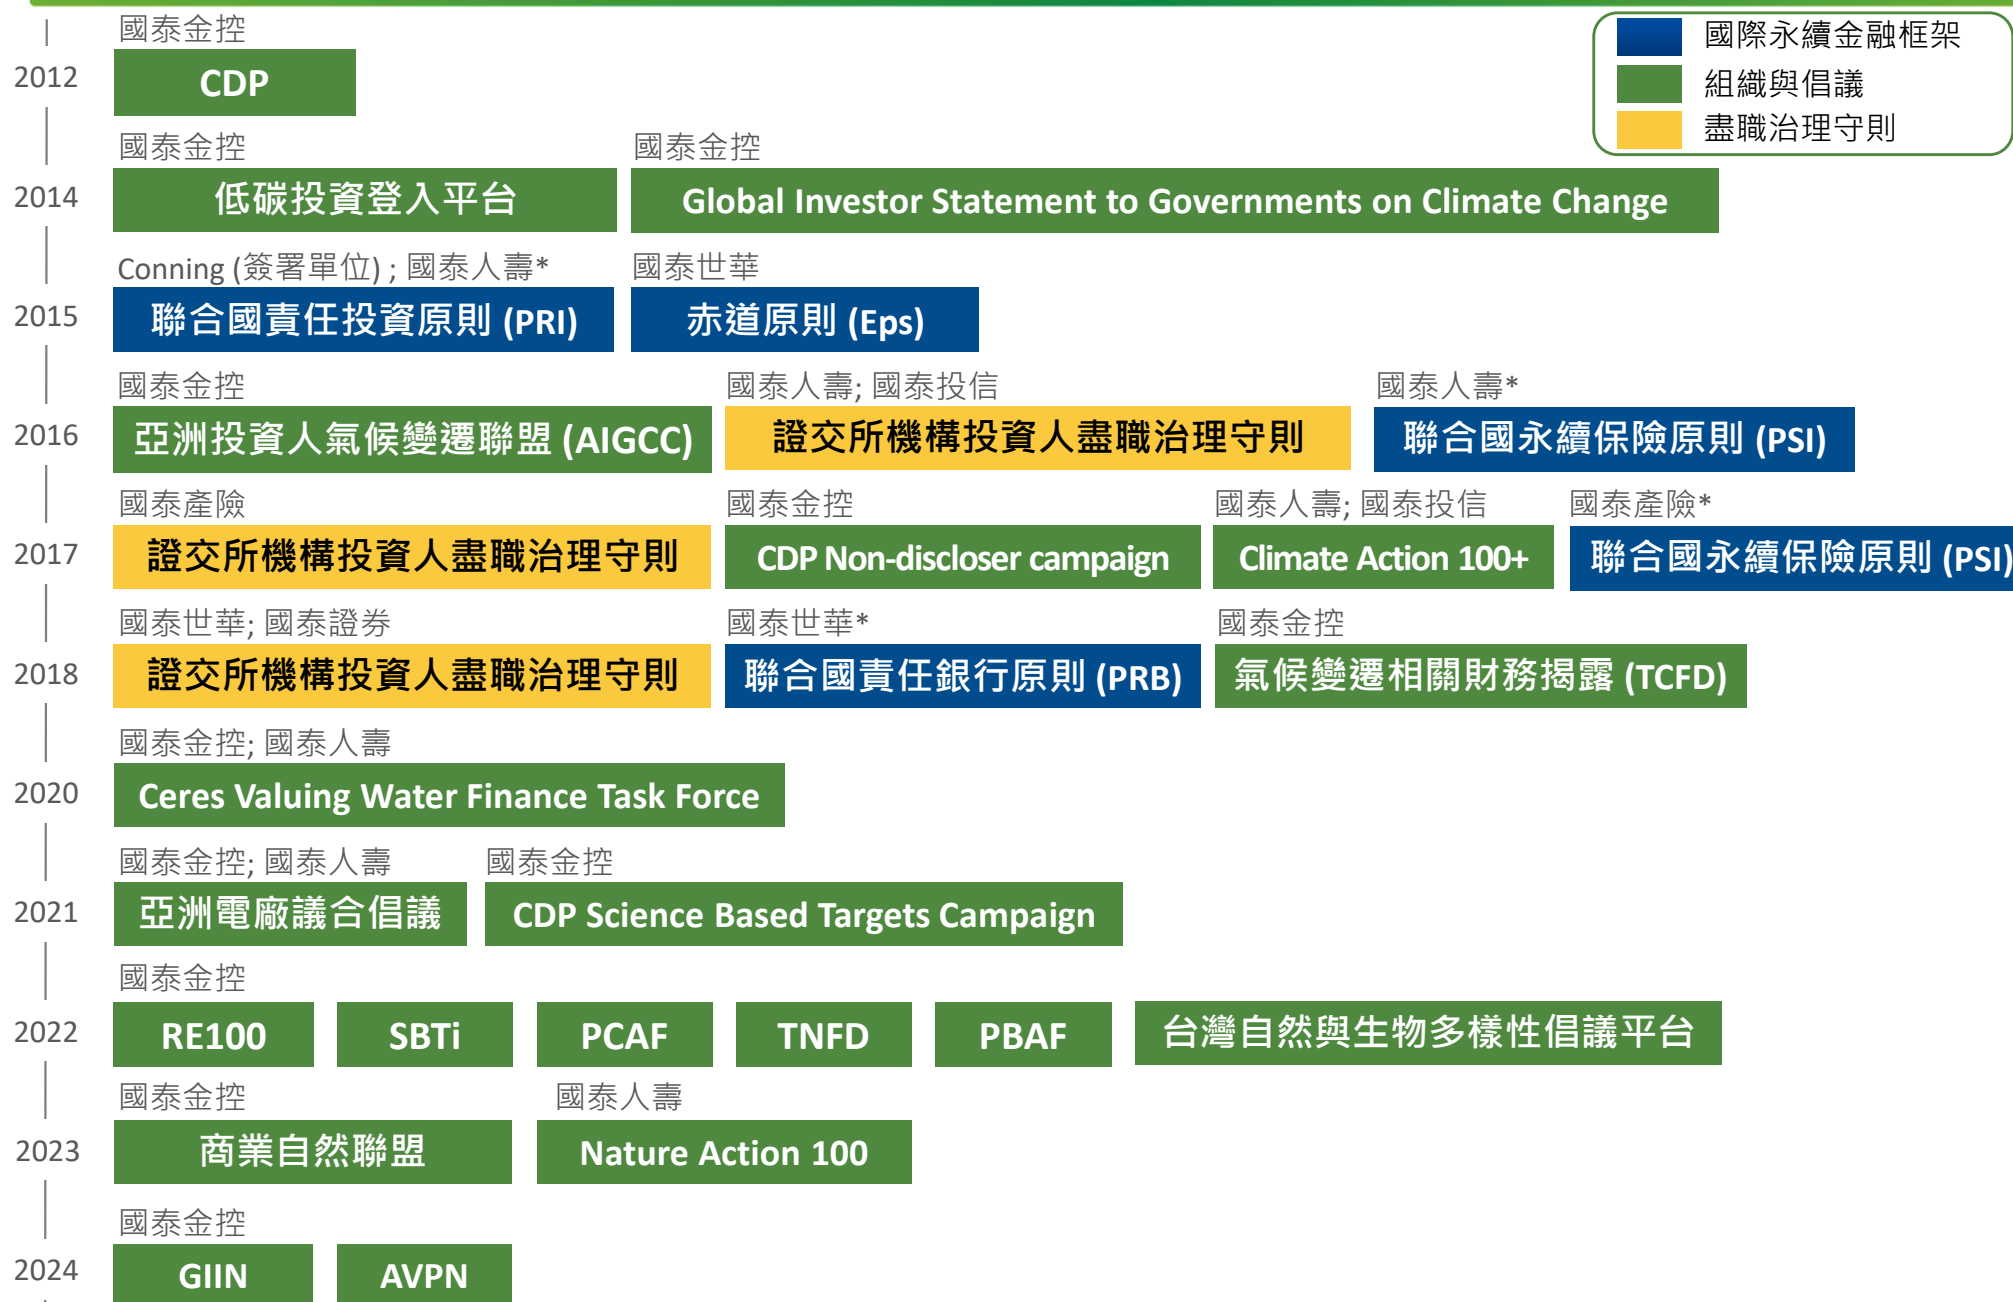 國際永續金融框架
組織與倡議
盡職治理守則
國泰金控
2012
CDP
國泰金控
國泰金控
2014
低碳投資登入平台
Global Investor Statement to Governments on Climate Change
Conning (簽署單位) ; 國泰人壽*
國泰世華
2015
聯合國責任投資原則 (PRI)
赤道原則 (Eps)
國泰金控
國泰人壽; 國泰投信
國泰人壽*
2016
亞洲投資人氣候變遷聯盟 (AIGCC)
證交所機構投資人盡職治理守則
聯合國永續保險原則 (PSI)
國泰產險
國泰金控
國泰人壽; 國泰投信
國泰產險*
2017
證交所機構投資人盡職治理守則
CDP Non-discloser campaign
Climate Action 100+
聯合國永續保險原則 (PSI)
國泰世華; 國泰證券
國泰世華*
國泰金控
2018
證交所機構投資人盡職治理守則
聯合國責任銀行原則 (PRB)
氣候變遷相關財務揭露 (TCFD)
國泰金控; 國泰人壽
2020
Ceres Valuing Water Finance Task Force
國泰金控; 國泰人壽
國泰金控
2021
亞洲電廠議合倡議
CDP Science Based Targets Campaign
國泰金控
2022
RE100
SBTi
PCAF
TNFD
PBAF
台灣自然與生物多樣性倡議平台
國泰金控
國泰人壽
2023
商業自然聯盟
Nature Action 100
國泰金控
2024
GIIN
AVPN